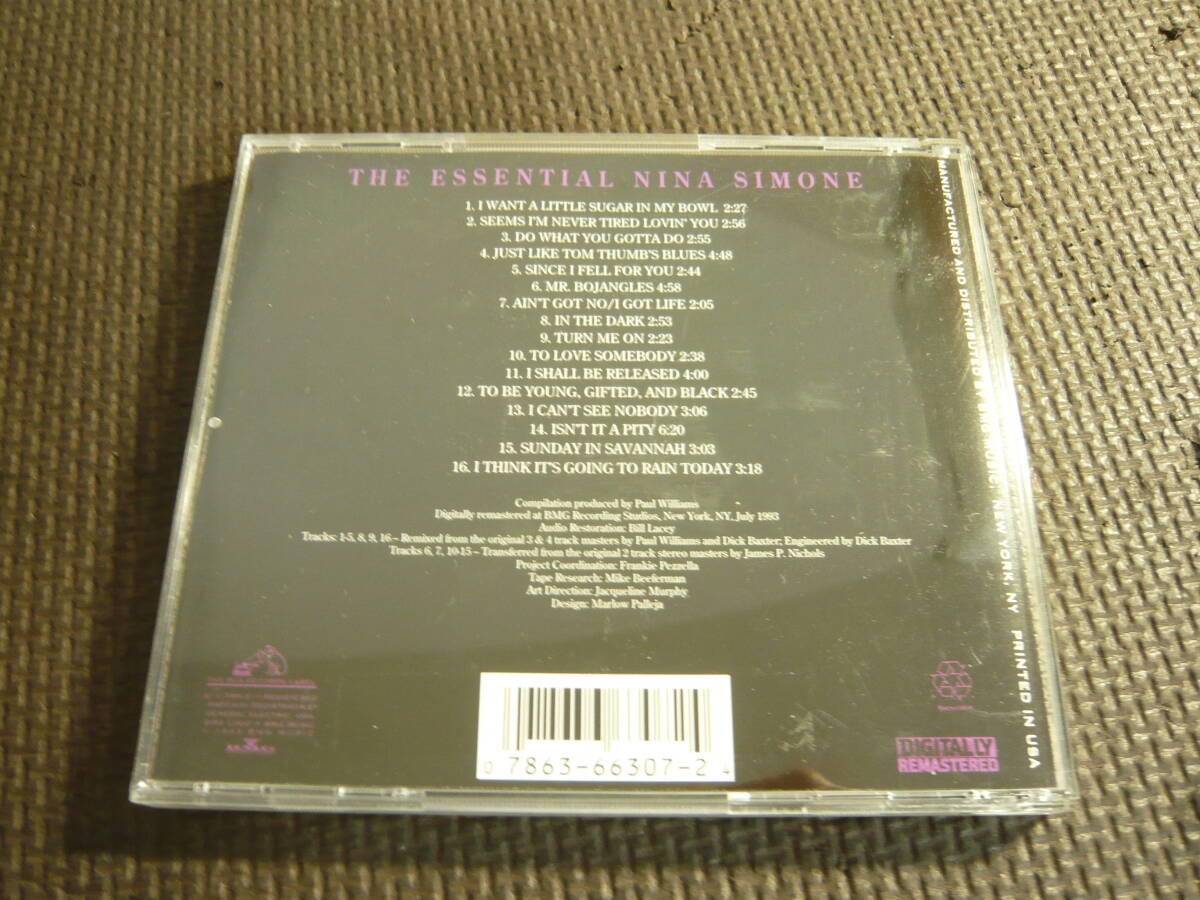 THE ESSENTIAL NINA SIMONE
1. I WANT A LITTLE SUGAR IN MY BOWL 2:27
2. SEEMS I'M NEVER TIRED LOVIN' YOU 2:56
3. DO WHAT YOU GOTTA DO 2:55
4. JUST LIKE TOM THUMB'S BLUES 4:48
5. SINCE I FELL FOR YOU 2:44
6. MR. BOJANGLES 4:58
7. AIN'T GOT NO/I GOT LIFE 2:05
8. IN THE DARK 2:53
9. TURN ME ON 2:23
10. TO LOVE SOMEBODY 2:38
11. I SHALL BE RELEASED 4:00
12. TO BE YOUNG, GIFTED, AND BLACK 2:45
13. I CAN'T SEE NOBODY 3:06
14. ISN'T IT A PITY 6:20
15. SUNDAY IN SAVANNAH 3:03
16. I THINK IT'S GOING TO RAIN TODAY 3:18
Compilation produced by Paul Williams
Digitally remastered at BMG Recording Studios, New York, NY. July 1993
Audio Restoration: Bill Lacey
Tracks: 1-5, 8, 9, 16 – Remixed from the original 3 & 4 track masters by Paul Williams and Dick Baxter; Engineered by Dick Baxter
Tracks 6, 7, 10-15 – Transferred from the original 2 track stereo masters by James P. Nichols
Project Coordination: Frankie Pezzella
Tape Research: Mike Beeferman
Art Direction: Jacqueline Murphy
Design: Marlow Palleja
0 7863-66307-2 4
DIGITALLY
REMASTERED
MANUFACTURED AND DISTRIBUTED NEW YORK, NY PRINTED IN USA